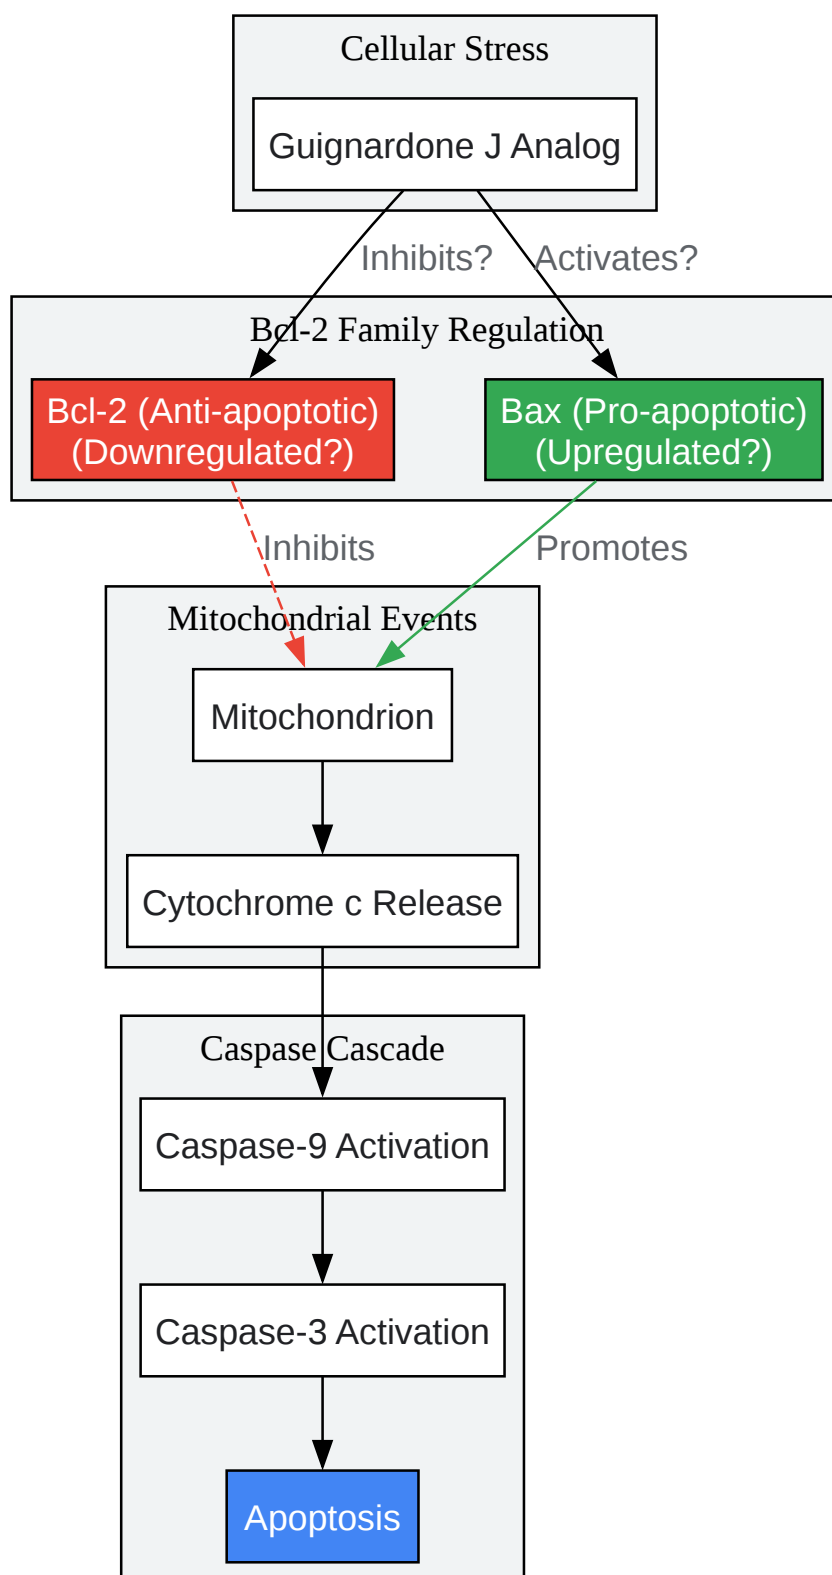 Cellular Stress
Guignardone J Analog
Inhibits?
Activates?
Bcl-2 Family Regulation
Bcl-2 (Anti-apoptotic)
(Downregulated?)
Bax (Pro-apoptotic)
(Upregulated?)
Inhibits
Promotes
Mitochondrial Events
Mitochondrion
Cytochrome c Release
Caspase Cascade
Caspase-9 Activation
Caspase-3 Activation
Apoptosis